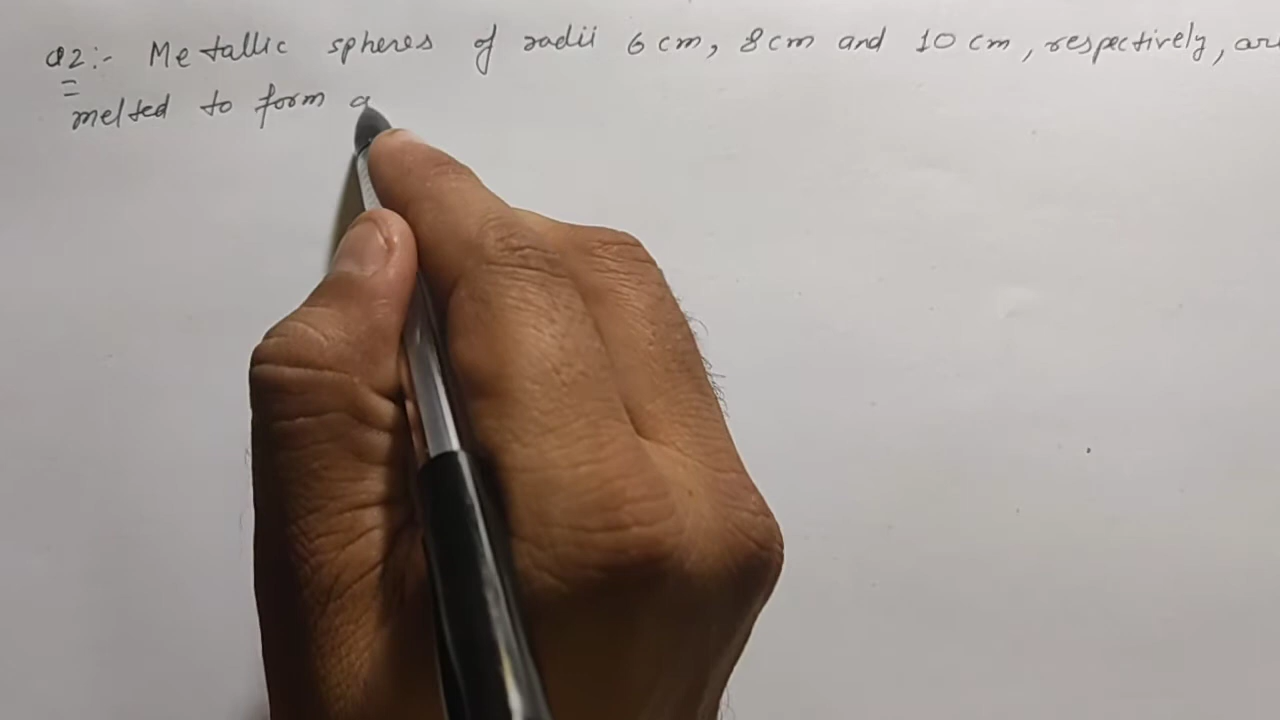 Q2:- Metallic spheres of radii 6 cm, 8 cm and 10 cm, respectively, are
melted to form a